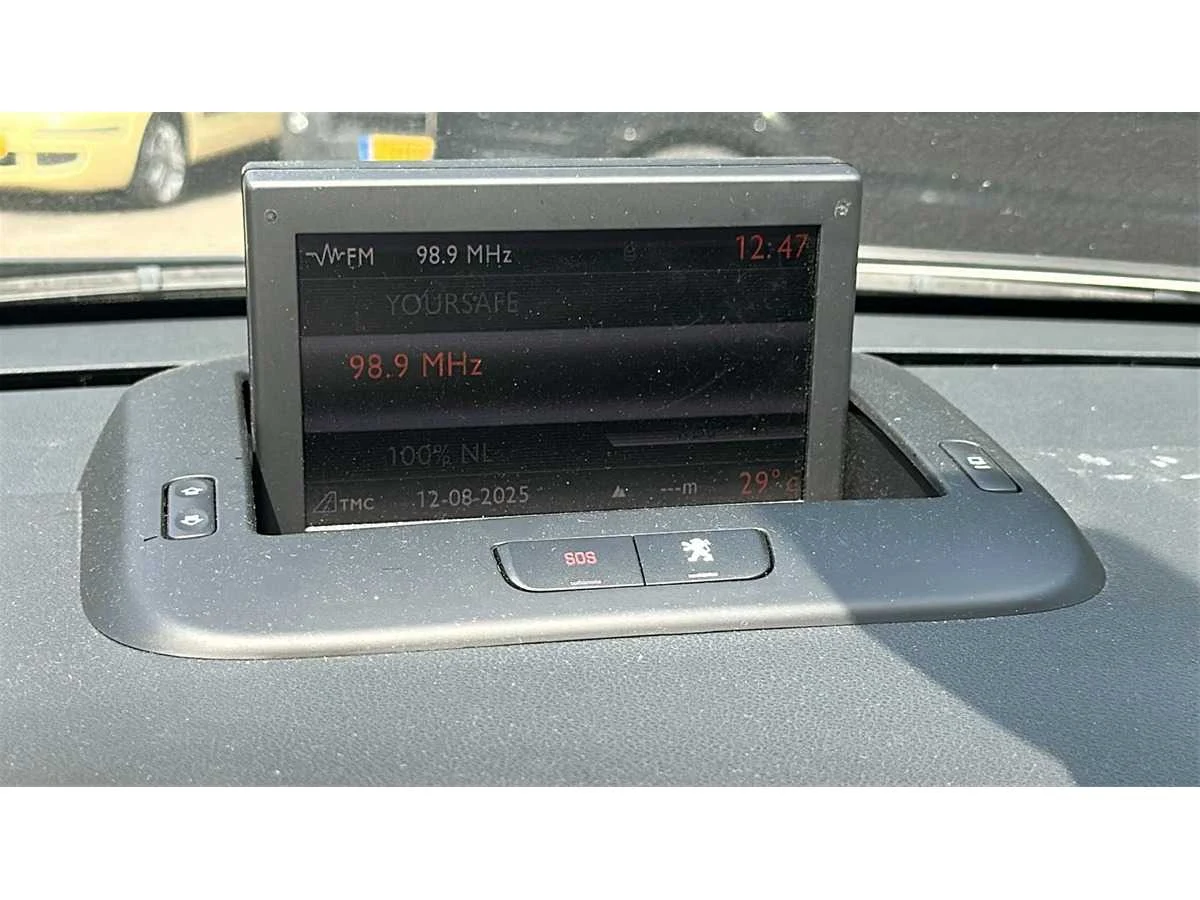 FM 98.9 MHz 12:47
YOURSAFE
98.9 MHz
100% NL
TMC 12-08-2025 ---m 29°C
SOS